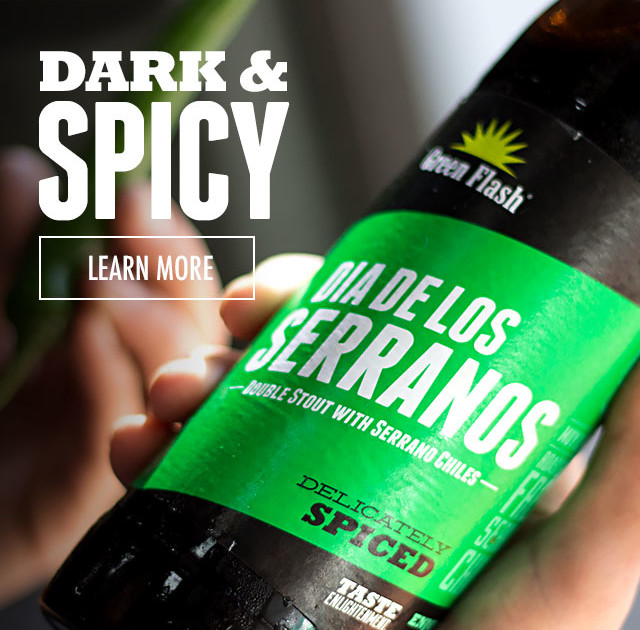 DARK &
SPICY
LEARN MORE
Green Flash
DIA DE LOS
SERRANOS
DOUBLE STOUT WITH SERRANO CHILES
DELICATELY
SPICED
TASTE
ENLIGHTENMENT